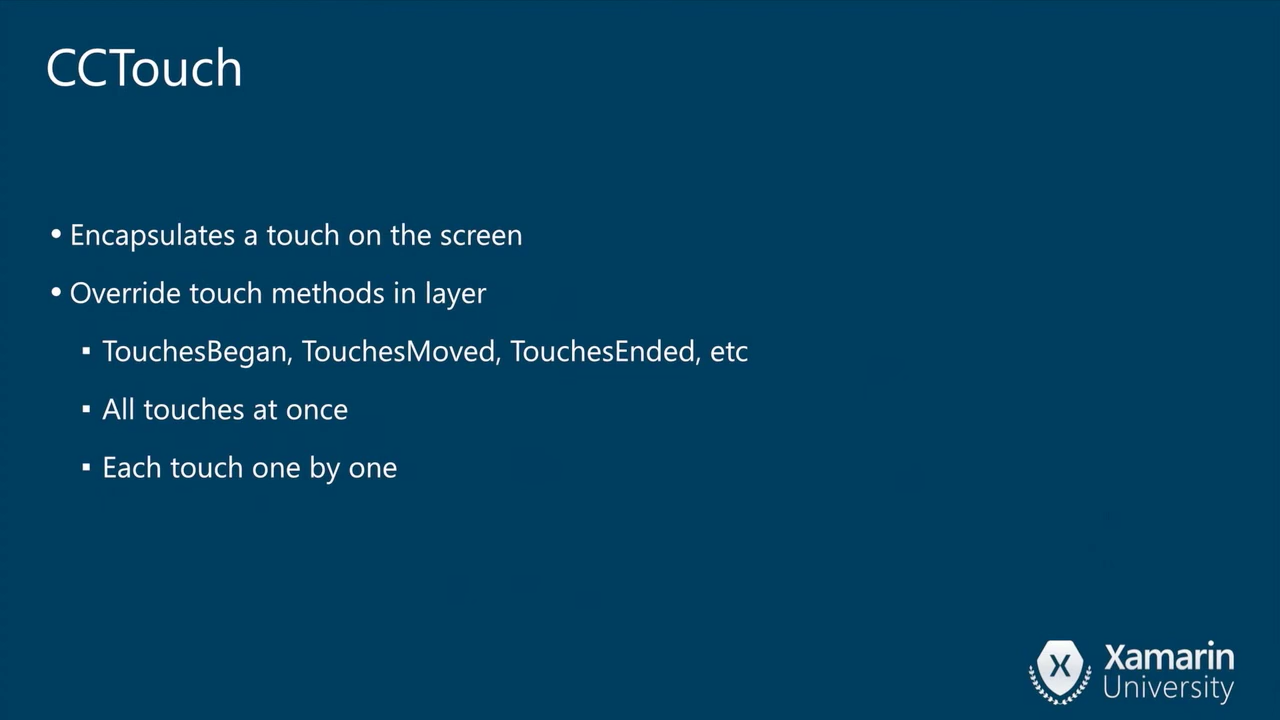 CCTouch
• Encapsulates a touch on the screen
• Override touch methods in layer
▪ TouchesBegan, TouchesMoved, TouchesEnded, etc
▪ All touches at once
▪ Each touch one by one
X
Xamarin
University